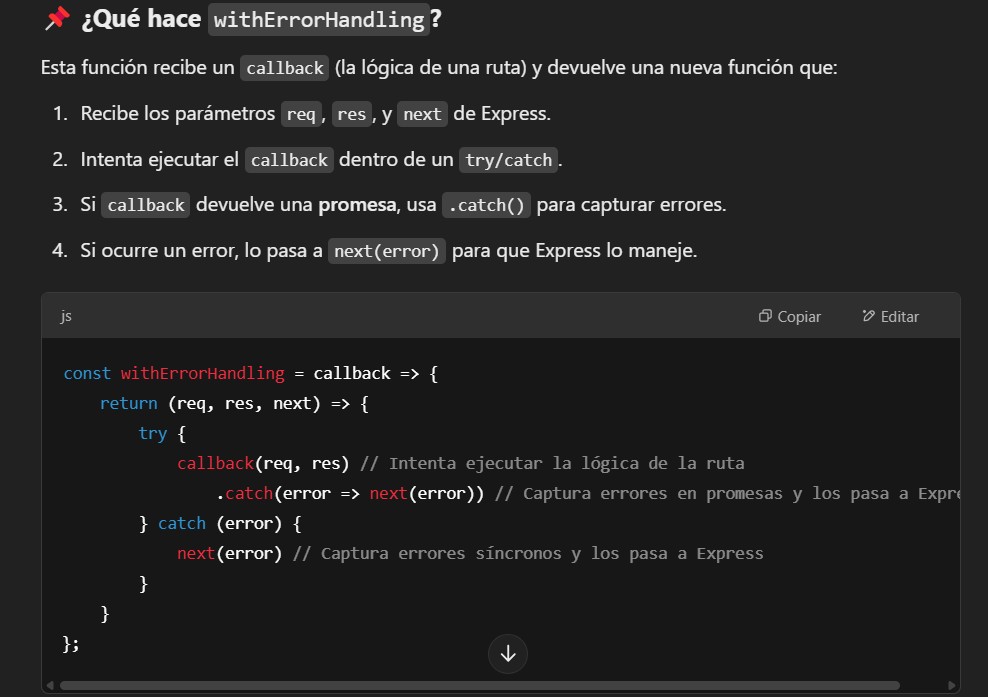 📌 ¿Qué hace withErrorHandling?
Esta función recibe un callback (la lógica de una ruta) y devuelve una nueva función que:
1. Recibe los parámetros req, res, y next de Express.
2. Intenta ejecutar el callback dentro de un try/catch.
3. Si callback devuelve una promesa, usa .catch() para capturar errores.
4. Si ocurre un error, lo pasa a next(error) para que Express lo maneje.
js Copiar Editar
const withErrorHandling = callback => {
    return (req, res, next) => {
        try {
            callback(req, res) // Intenta ejecutar la lógica de la ruta
                .catch(error => next(error)) // Captura errores en promesas y los pasa a Expre
        } catch (error) {
            next(error) // Captura errores síncronos y los pasa a Express
        }
    }
};